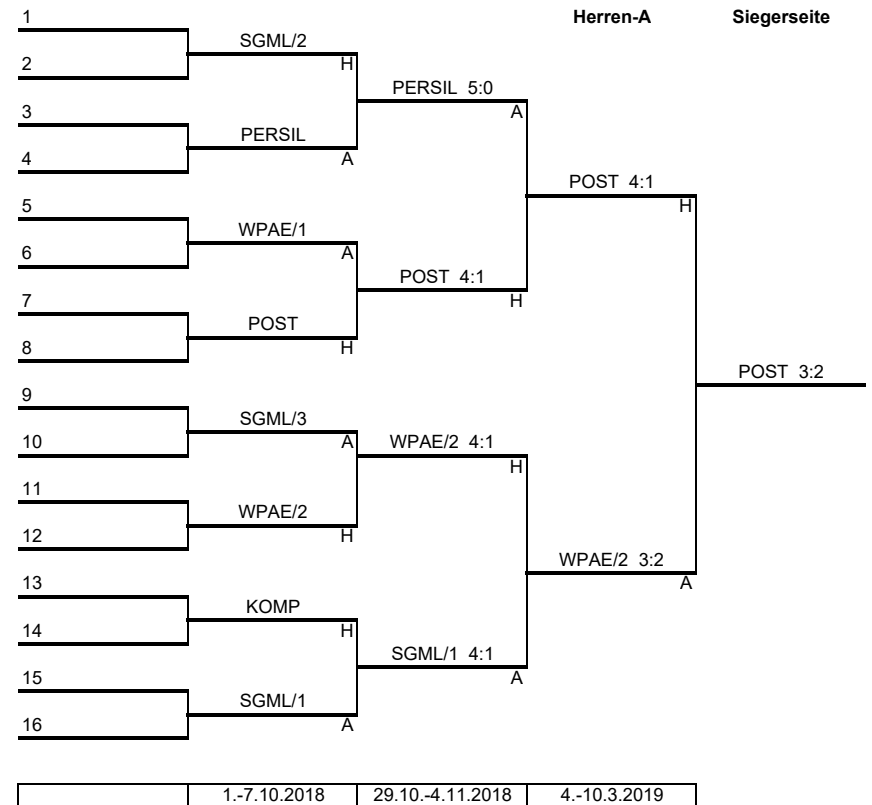 1 Herren-A Siegerseite
SGML/2
2 H
PERSIL 5:0
3 A
PERSIL
4 A
POST 4:1
5 H
WPAE/1
6 A
POST 4:1
7 H
POST
8 H
POST 3:2
9
SGML/3
10 A WPAE/2 4:1
H
11
WPAE/2
12 H
WPAE/2 3:2
13 A
KOMP
14 H
SGML/1 4:1
15 A
SGML/1
16 A
1.-7.10.2018 29.10.-4.11.2018 4.-10.3.2019